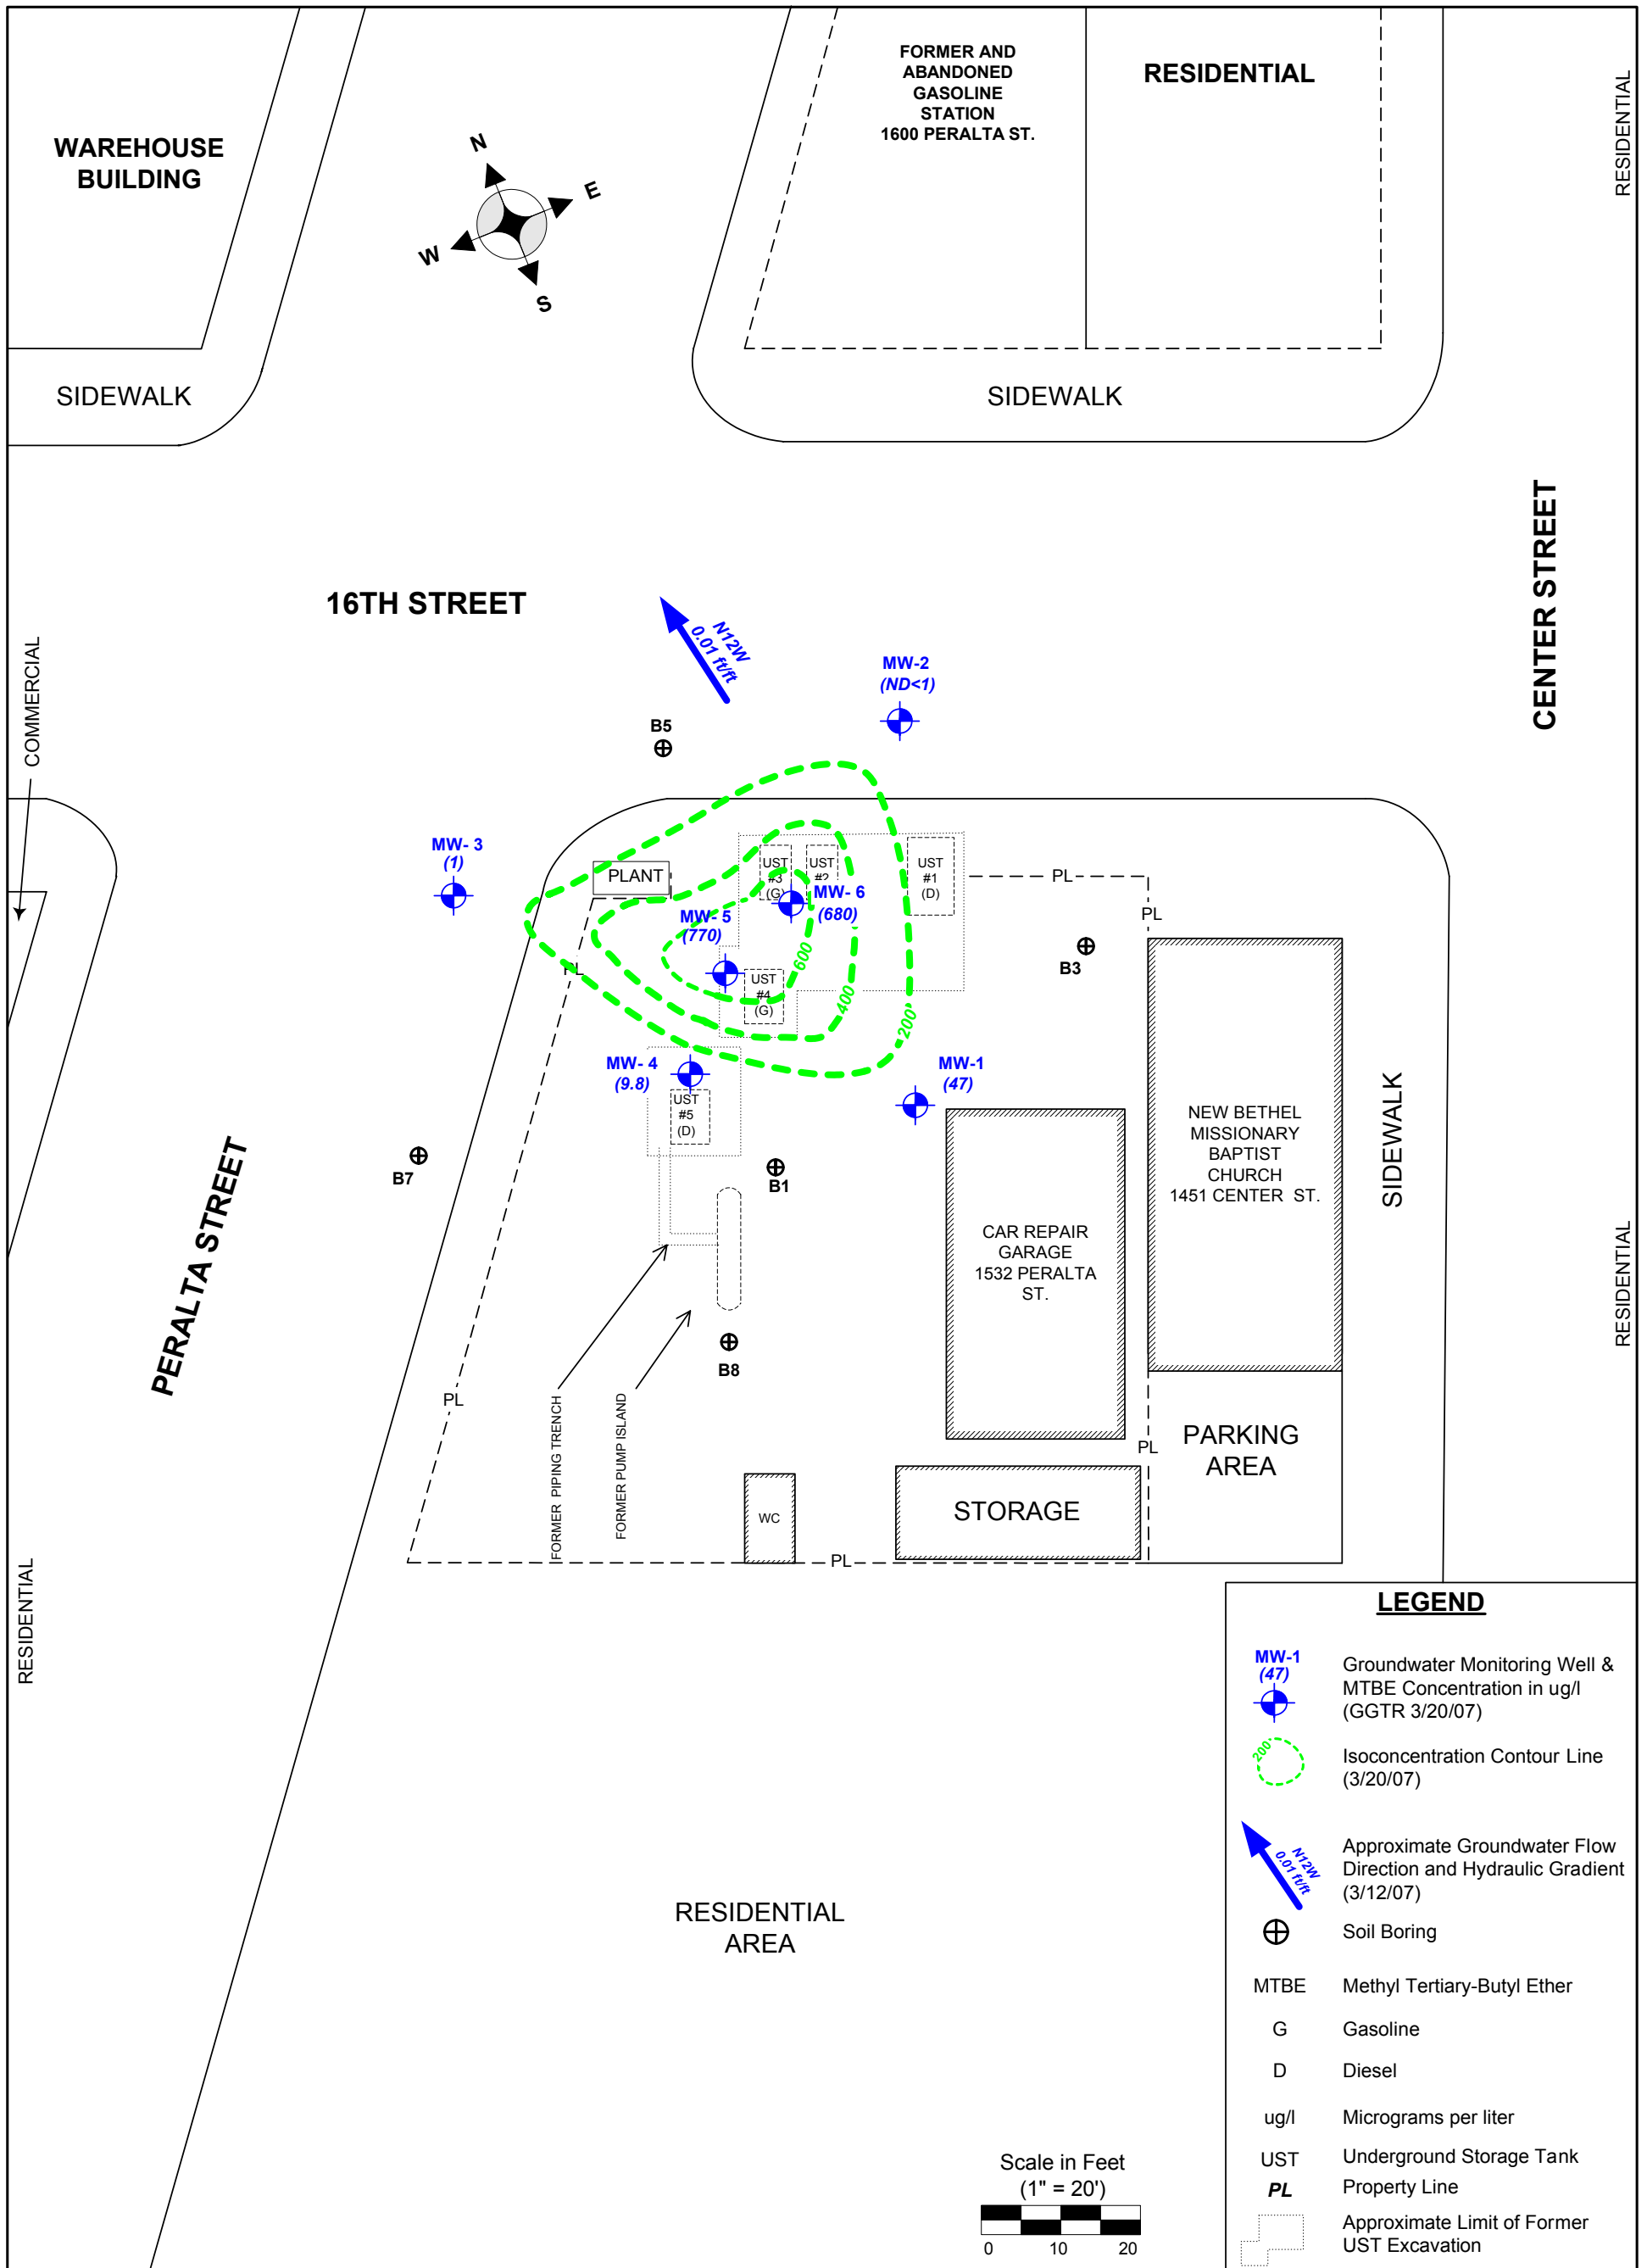 FORMER AND
ABANDONED
GASOLINE
STATION
1600 PERALTA ST.
RESIDENTIAL
RESIDENTIAL
WAREHOUSE
BUILDING
N
E
W
S
SIDEWALK
SIDEWALK
CENTER STREET
16TH STREET
N12W
0.01 ft/ft
MW-2
(ND<1)
COMMERCIAL
B5
MW- 3
(1)
PLANT
UST
#3
(G)
UST
#2
UST
#1
(D)
PL
MW- 6
(680)
MW- 5
(770)
PL
B3
PL
600
400
200
UST
#4
(G)
MW- 4
(9.8)
MW-1
(47)
UST
#5
(D)
NEW BETHEL
MISSIONARY
BAPTIST
CHURCH
1451 CENTER ST.
SIDEWALK
B7
B1
PERALTA STREET
CAR REPAIR
GARAGE
1532 PERALTA
ST.
RESIDENTIAL
B8
PL
FORMER PIPING TRENCH
FORMER PUMP ISLAND
PL
PARKING
AREA
WC
STORAGE
PL
RESIDENTIAL
RESIDENTIAL
AREA
LEGEND
MW-1
(47)
Groundwater Monitoring Well &
MTBE Concentration in ug/l
(GGTR 3/20/07)
200
Isoconcentration Contour Line
(3/20/07)
N12W
0.01 ft/ft
Approximate Groundwater Flow
Direction and Hydraulic Gradient
(3/12/07)
Soil Boring
MTBE Methyl Tertiary-Butyl Ether
G Gasoline
D Diesel
ug/l Micrograms per liter
UST Underground Storage Tank
PL Property Line
Approximate Limit of Former
UST Excavation
Scale in Feet
(1" = 20')
0 10 20